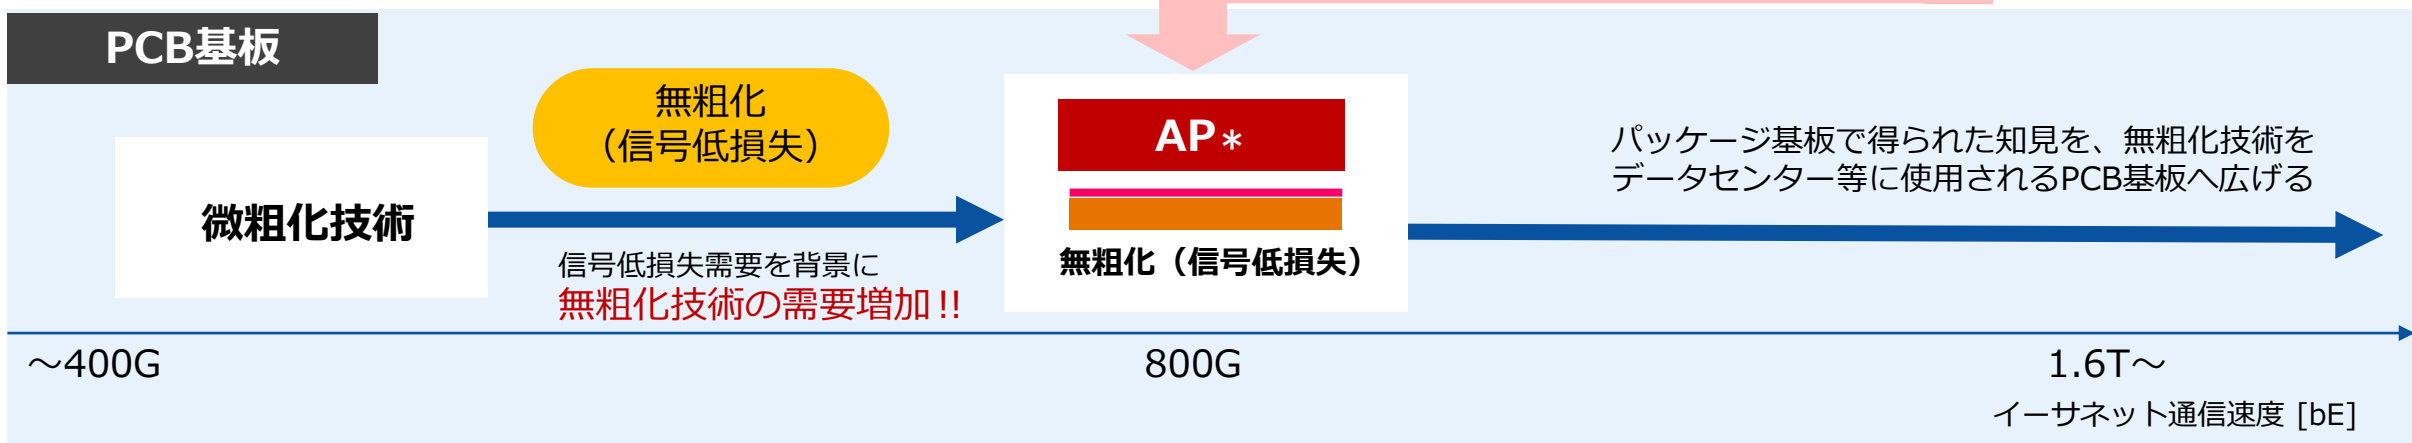 PCB基板
無粗化
（信号低損失）
微粗化技術
信号低損失需要を背景に
無粗化技術の需要増加!!
AP*
無粗化（信号低損失）
パッケージ基板で得られた知見を、無粗化技術を
データセンター等に使用されるPCB基板へ広げる
～400G
800G
1.6T～
イーサネット通信速度 [bE]